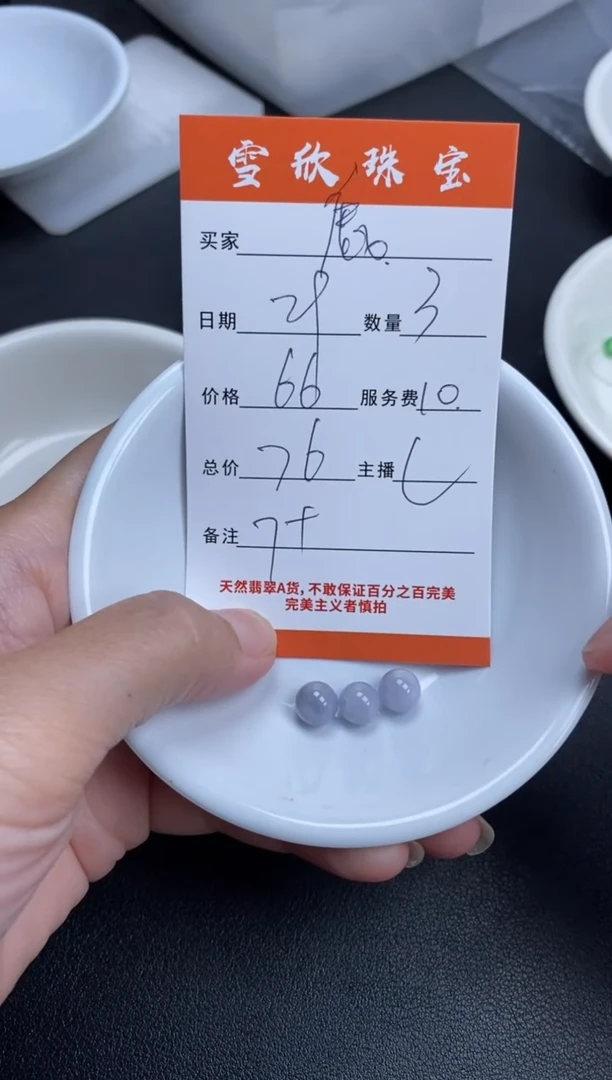 雪欣珠宝
买家
日期 数量 3
价格 66 服务费 10.
总价 76 主播
备注 7+
天然翡翠A货,不敢保证百分之百完美
完美主义者慎拍